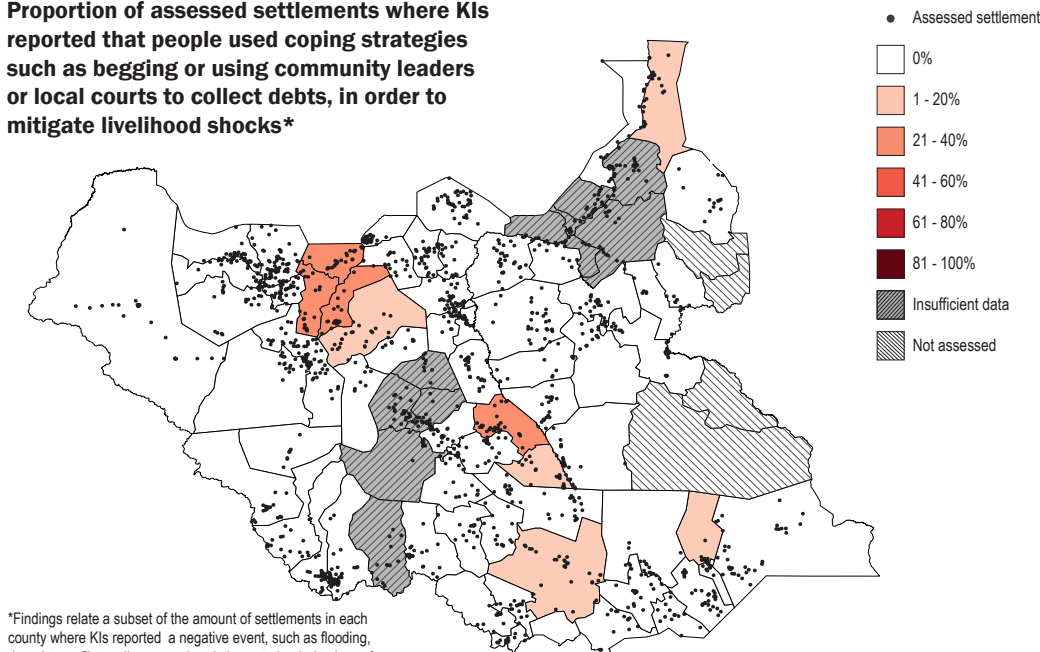 Proportion of assessed settlements where KIs
reported that people used coping strategies
such as begging or using community leaders
or local courts to collect debts, in order to
mitigate livelihood shocks*
Assessed settlement
0%
1 - 20%
21 - 40%
41 - 60%
61 - 80%
81 - 100%
Insufficient data
Not assessed
*Findings relate a subset of the amount of settlements in each
county where KIs reported a negative event, such as flooding,